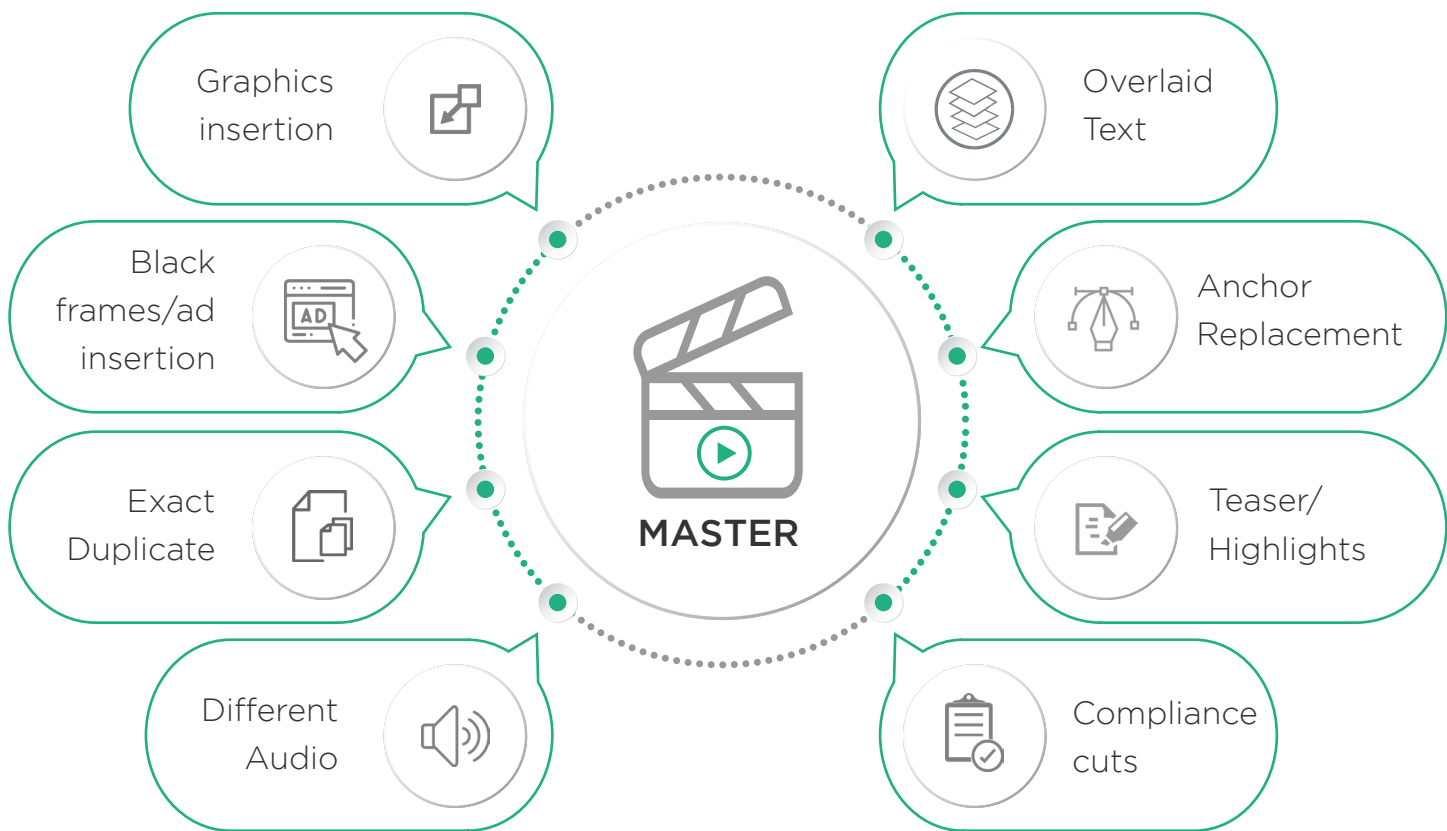 Graphics
insertion
Overlaid
Text
Black
frames/ad
insertion
AD
Anchor
Replacement
MASTER
Exact
Duplicate
Teaser/
Highlights
Different
Audio
Compliance
cuts